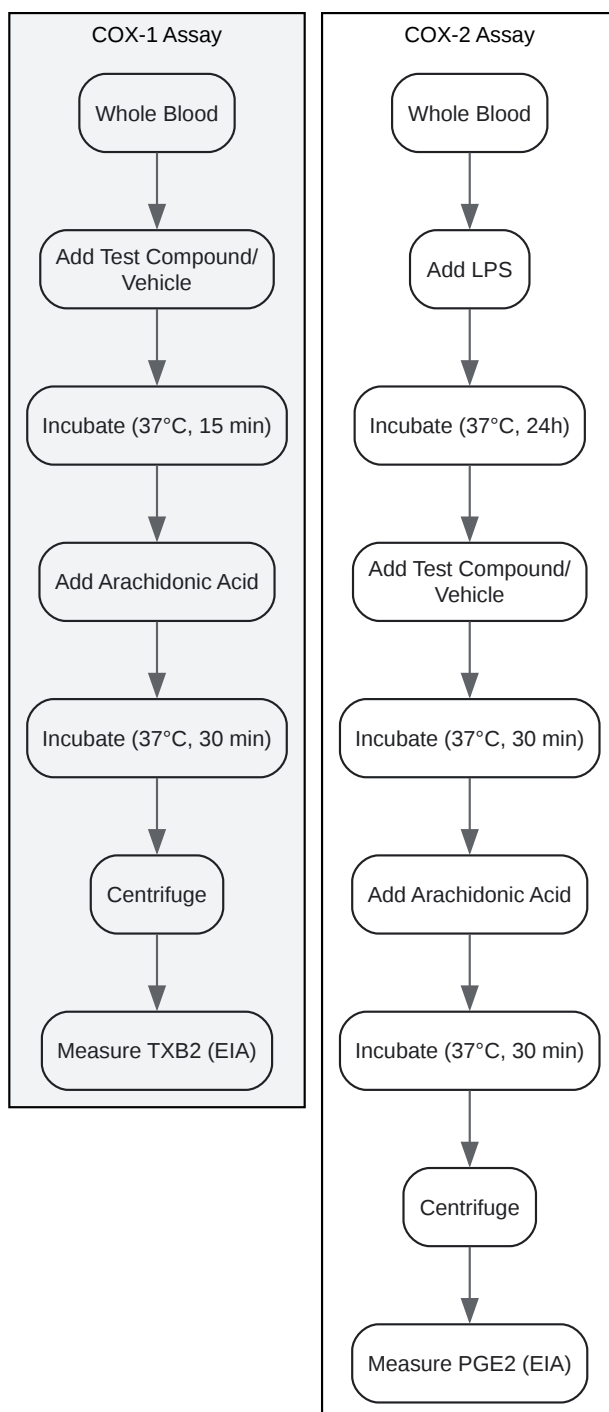 COX-1 Assay
Whole Blood
Add Test Compound/
Vehicle
Incubate (37°C, 15 min)
Add Arachidonic Acid
Incubate (37°C, 30 min)
Centrifuge
Measure TXB2 (EIA)
COX-2 Assay
Whole Blood
Add LPS
Incubate (37°C, 24h)
Add Test Compound/
Vehicle
Incubate (37°C, 30 min)
Add Arachidonic Acid
Incubate (37°C, 30 min)
Centrifuge
Measure PGE2 (EIA)